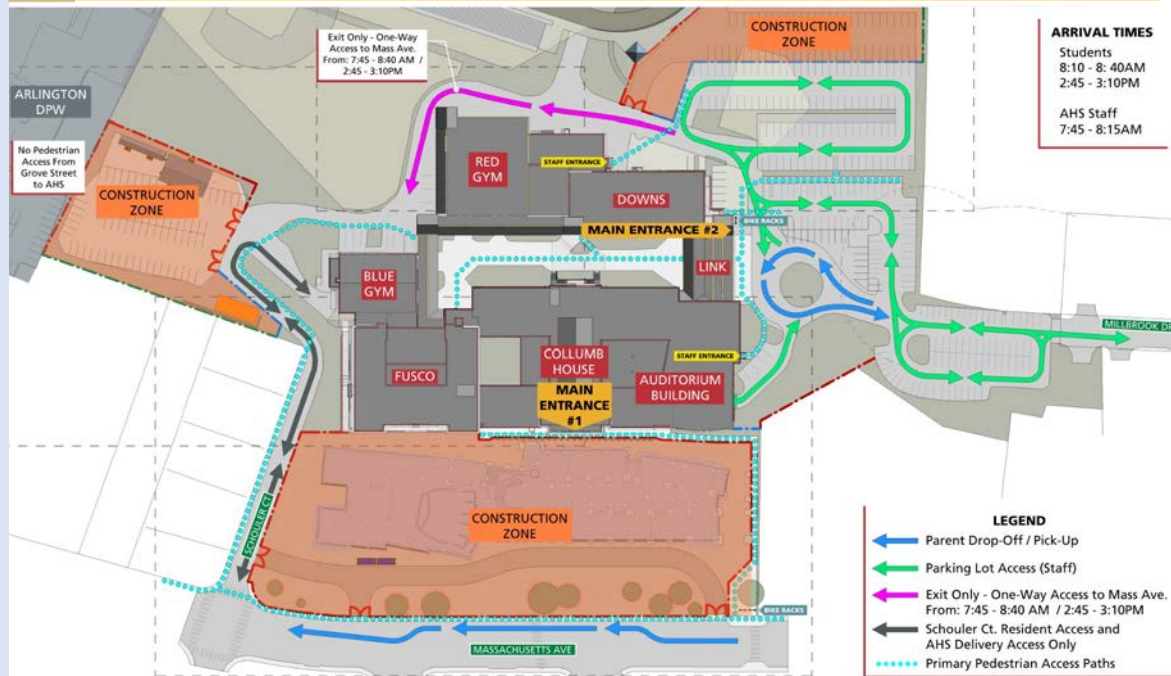 Exit Only - One-Way
Access to Mass Ave.
From: 7:45 - 8:40 AM /
2:45 - 3:10PM
CONSTRUCTION
ZONE
ARRIVAL TIMES
Students
8:10 - 8: 40AM
2:45 - 3:10PM
AHS Staff
7:45 - 8:15AM
ARLINGTON
DPW
No Pedestrian
Access From
Grove Street
to AHS
CONSTRUCTION
ZONE
RED
GYM
STAFF ENTRANCE
DOWNS
BIKE RACKS
MAIN ENTRANCE #2
LINK
BLUE
GYM
MILLBROOK DR
STAFF ENTRANCE
COLLUMB
HOUSE
FUSCO
AUDITORIUM
BUILDING
MAIN
ENTRANCE
#1
CONSTRUCTION
ZONE
SCHOULER CT
BIKE RACKS
MASSACHUSETTS AVE
LEGEND
Parent Drop-Off / Pick-Up
Parking Lot Access (Staff)
Exit Only - One-Way Access to Mass Ave.
From: 7:45 - 8:40 AM / 2:45 - 3:10PM
Schouler Ct. Resident Access and
AHS Delivery Access Only
Primary Pedestrian Access Paths